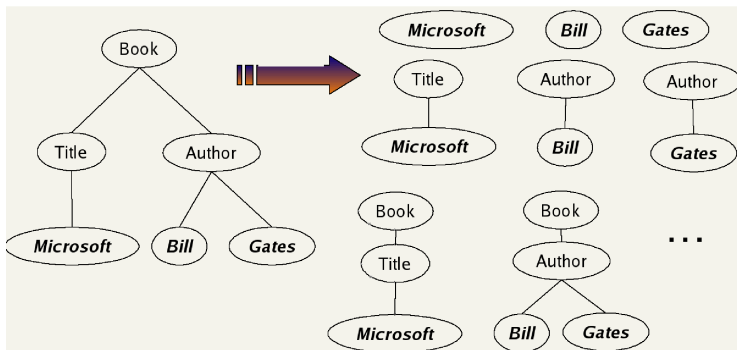 Book
Title Author
Microsoft Bill Gates
Microsoft Bill Gates
Title Author Author
Microsoft Bill Gates
Book Book
Title Author
Microsoft Bill Gates
...